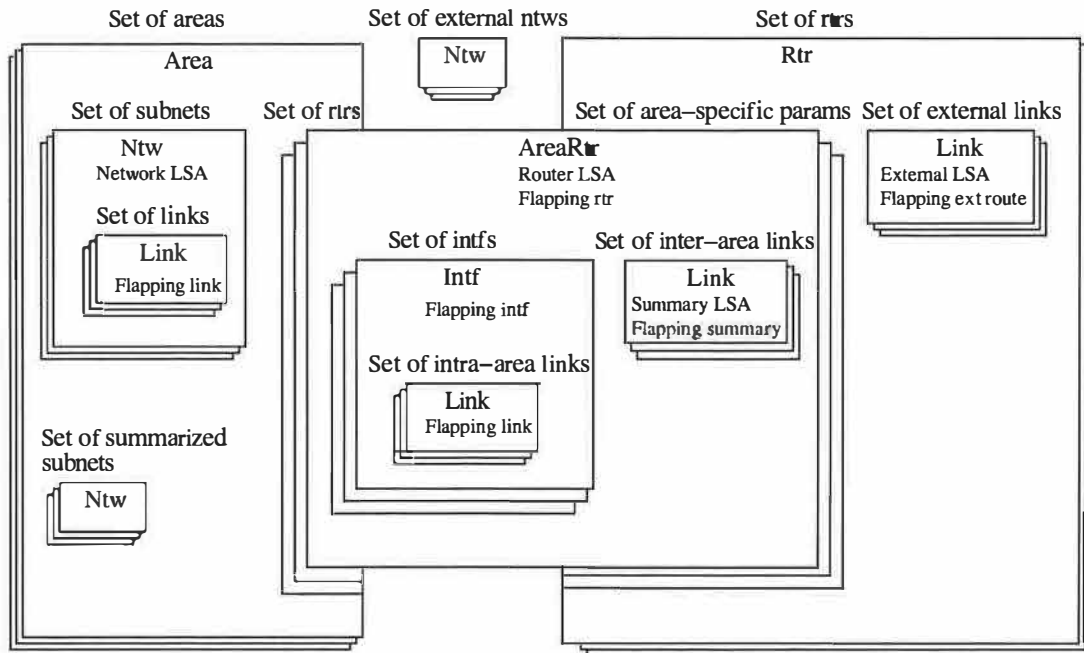 Set of areas
Set of external ntws
Set of rtrs
Area
Ntw
Rtr
Set of subnets
Set of rtrs
Set of area–specific params
Set of external links
Ntw
Network LSA
AreaRtr
Router LSA
Flapping rtr
Link
External LSA
Flapping ext route
Set of links
Link
Flapping link
Set of intfs
Set of inter–area links
Intf
Flapping intf
Link
Summary LSA
Flapping summary
Set of intra–area links
Link
Flapping link
Set of summarized
subnets
Ntw